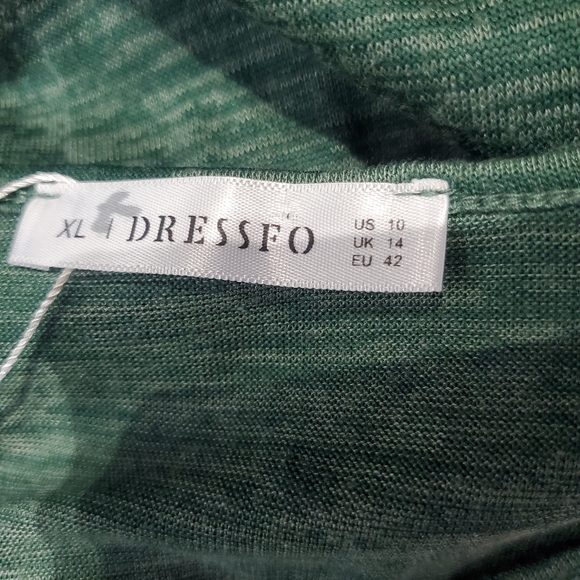 XL | DRESSFO
US 10
UK 14
EU 42